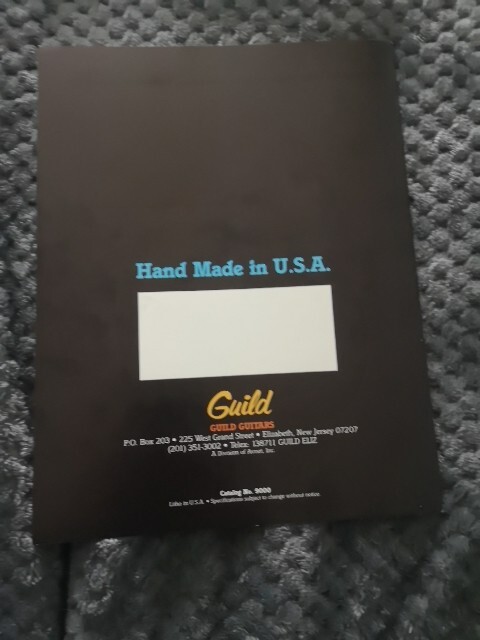 Hand Made in U.S.A.
Guild
GUILD GUITARS
P.O. Box 203 • 225 West Grand Street • Elizabeth, New Jersey 07207
(201) 351-3002 • Telex: 138711 GUILD ELIZ
A Division of Avnet, Inc.
Catalog No. 9000
Litho in U.S.A. • Specifications subject to change without notice.